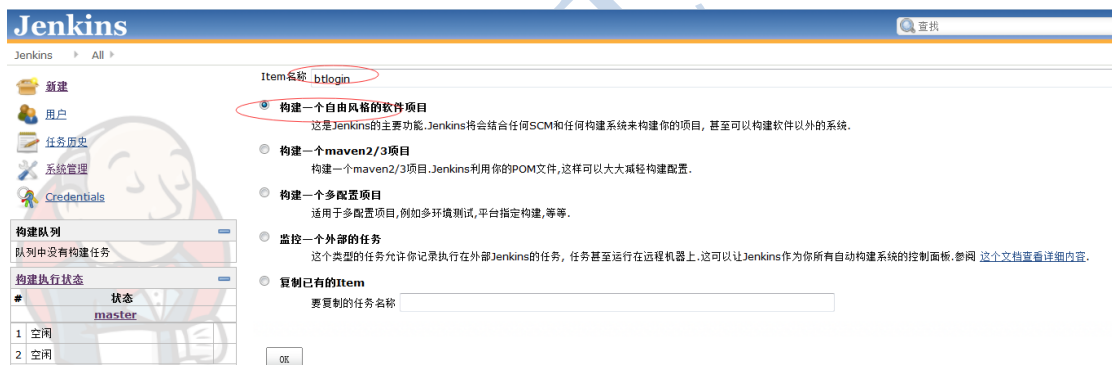 Jenkins
查找
Jenkins All
新建
用户
任务历史
系统管理
Credentials
构建队列
队列中没有构建任务
构建执行状态
# 状态
master
1 空闲
2 空闲
Item名称 btlogin
构建一个自由风格的软件项目
这是Jenkins的主要功能.Jenkins将会结合任何SCM和任何构建系统来构建你的项目, 甚至可以构建软件以外的系统.
构建一个maven2/3项目
构建一个maven2/3项目.Jenkins利用你的POM文件,这样可以大大减轻构建配置.
构建一个多配置项目
适用于多配置项目,例如多环境测试,平台指定构建,等等.
监控一个外部的任务
这个类型的任务允许你记录执行在外部Jenkins的任务, 任务甚至运行在远程机器上.这可以让Jenkins作为你所有自动构建系统的控制面板.参阅 这个文档查看详细内容.
复制已有的Item
要复制的任务名称
OK